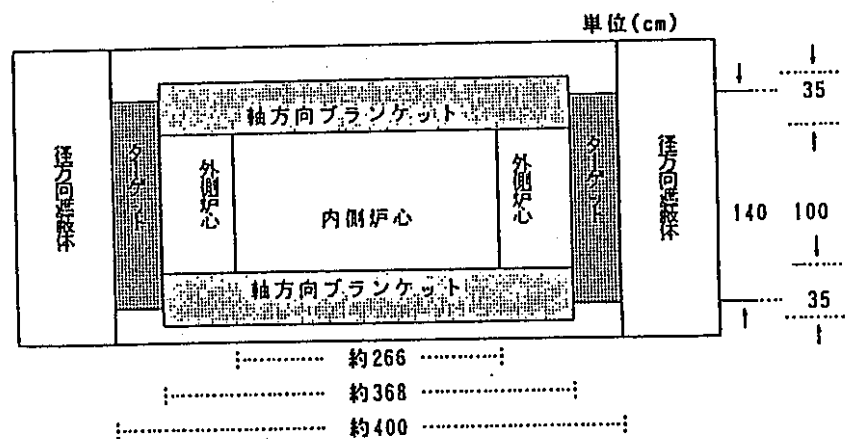 単位(cm)
軸方向ブランケット
径方向遮蔽体
ターゲット
外側炉心
内側炉心
外側炉心
ターゲット
径方向遮蔽体
軸方向ブランケット
35
140
100
35
約266
約368
約400